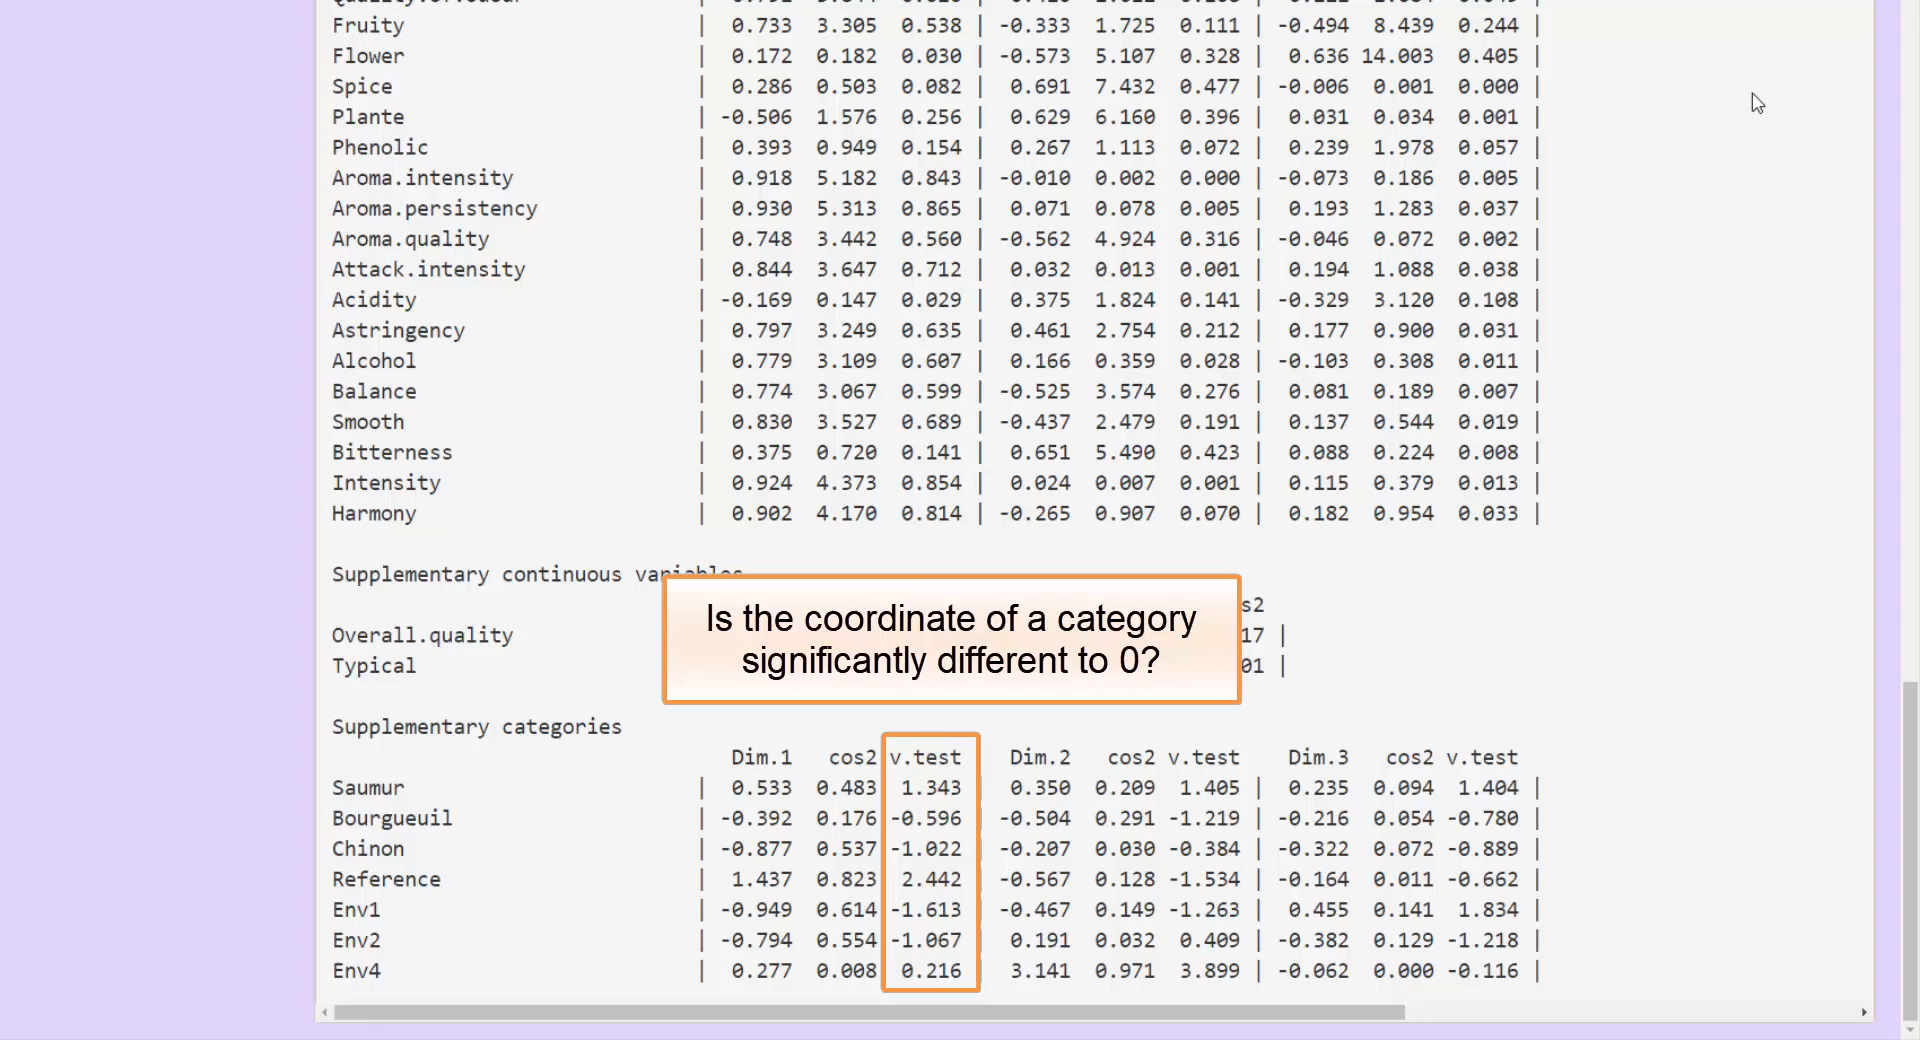 Fruity | 0.733 3.305 0.538 | -0.333 1.725 0.111 | -0.494 8.439 0.244 |
Flower | 0.172 0.182 0.030 | -0.573 5.107 0.328 | 0.636 14.003 0.405 |
Spice | 0.286 0.503 0.082 | 0.691 7.432 0.477 | -0.006 0.001 0.000 |
Plante | -0.506 1.576 0.256 | 0.629 6.160 0.396 | 0.031 0.034 0.001 |
Phenolic | 0.393 0.949 0.154 | 0.267 1.113 0.072 | 0.239 1.978 0.057 |
Aroma.intensity | 0.918 5.182 0.843 | -0.010 0.002 0.000 | -0.073 0.186 0.005 |
Aroma.persistency | 0.930 5.313 0.865 | 0.071 0.078 0.005 | 0.193 1.283 0.037 |
Aroma.quality | 0.748 3.442 0.560 | -0.562 4.924 0.316 | -0.046 0.072 0.002 |
Attack.intensity | 0.844 3.647 0.712 | 0.032 0.013 0.001 | 0.194 1.088 0.038 |
Acidity | -0.169 0.147 0.029 | 0.375 1.824 0.141 | -0.329 3.120 0.108 |
Astringency | 0.797 3.249 0.635 | 0.461 2.754 0.212 | 0.177 0.900 0.031 |
Alcohol | 0.779 3.109 0.607 | 0.166 0.359 0.028 | -0.103 0.308 0.011 |
Balance | 0.774 3.067 0.599 | -0.525 3.574 0.276 | 0.081 0.189 0.007 |
Smooth | 0.830 3.527 0.689 | -0.437 2.479 0.191 | 0.137 0.544 0.019 |
Bitterness | 0.375 0.720 0.141 | 0.651 5.490 0.423 | 0.088 0.224 0.008 |
Intensity | 0.924 4.373 0.854 | 0.024 0.007 0.001 | 0.115 0.379 0.013 |
Harmony | 0.902 4.170 0.814 | -0.265 0.907 0.070 | 0.182 0.954 0.033 |
Supplementary continuous variables
s2
Overall.quality 17 |
Typical 01 |
Is the coordinate of a category
significantly different to 0?
Supplementary categories
Dim.1 cos2 v.test Dim.2 cos2 v.test Dim.3 cos2 v.test
Saumur | 0.533 0.483 1.343 | 0.350 0.209 1.405 | 0.235 0.094 1.404 |
Bourgueuil | -0.392 0.176 -0.596 | -0.504 0.291 -1.219 | -0.216 0.054 -0.780 |
Chinon | -0.877 0.537 -1.022 | -0.207 0.030 -0.384 | -0.322 0.072 -0.889 |
Reference | 1.437 0.823 2.442 | -0.567 0.128 -1.534 | -0.164 0.011 -0.662 |
Env1 | -0.949 0.614 -1.613 | -0.467 0.149 -1.263 | 0.455 0.141 1.834 |
Env2 | -0.794 0.554 -1.067 | 0.191 0.032 0.409 | -0.382 0.129 -1.218 |
Env4 | 0.277 0.008 0.216 | 3.141 0.971 3.899 | -0.062 0.000 -0.116 |